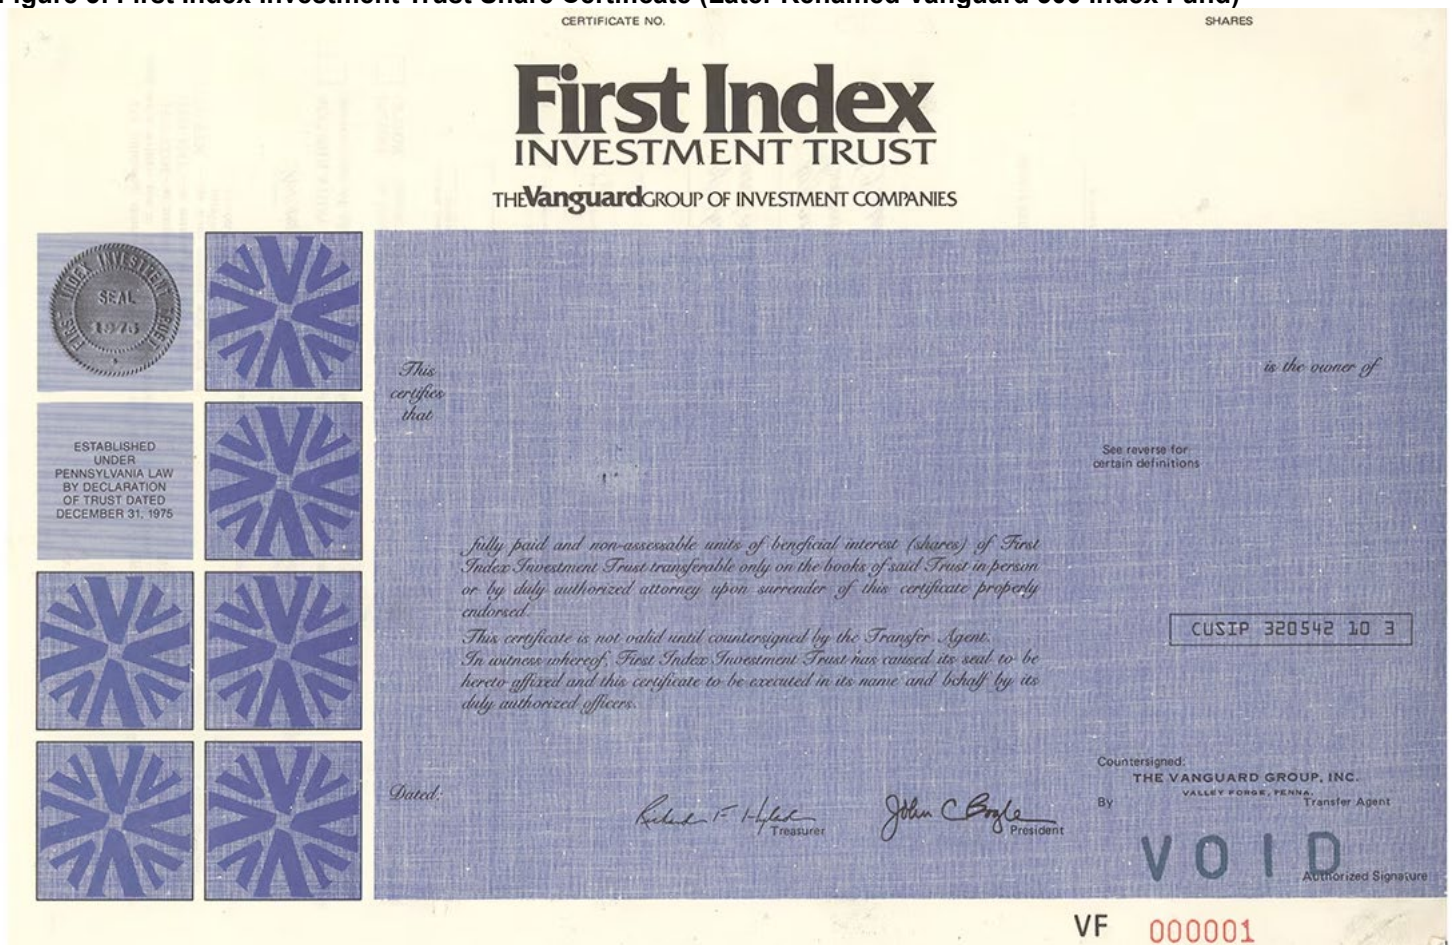 Figure 5. First Index Investment Trust Share Certificate (Later Renamed Vanguard 500 Index Fund)
CERTIFICATE NO.
SHARES
First Index
INVESTMENT TRUST
THE Vanguard GROUP OF INVESTMENT COMPANIES
FIRST INDEX INVESTMENT TRUST
SEAL
1975
ESTABLISHED
UNDER
PENNSYLVANIA LAW
BY DECLARATION
OF TRUST DATED
DECEMBER 31, 1975
This
certifies
that
is the owner of
See reverse for
certain definitions
fully paid and non-assessable units of beneficial interest (shares) of First
Index Investment Trust transferable only on the books of said Trust in person
or by duly authorized attorney upon surrender of this certificate properly
endorsed.
This certificate is not valid until countersigned by the Transfer Agent.
In witness whereof, First Index Investment Trust has caused its seal to be
hereto affixed and this certificate to be executed in its name and behalf by its
duly authorized officers.
CUSIP 320542 10 3
Dated:
Treasurer
John C Bogle
President
Countersigned:
THE VANGUARD GROUP, INC.
VALLEY FORGE, PENNA.
By
Transfer Agent
VOID
Authorized Signature
VF 000001